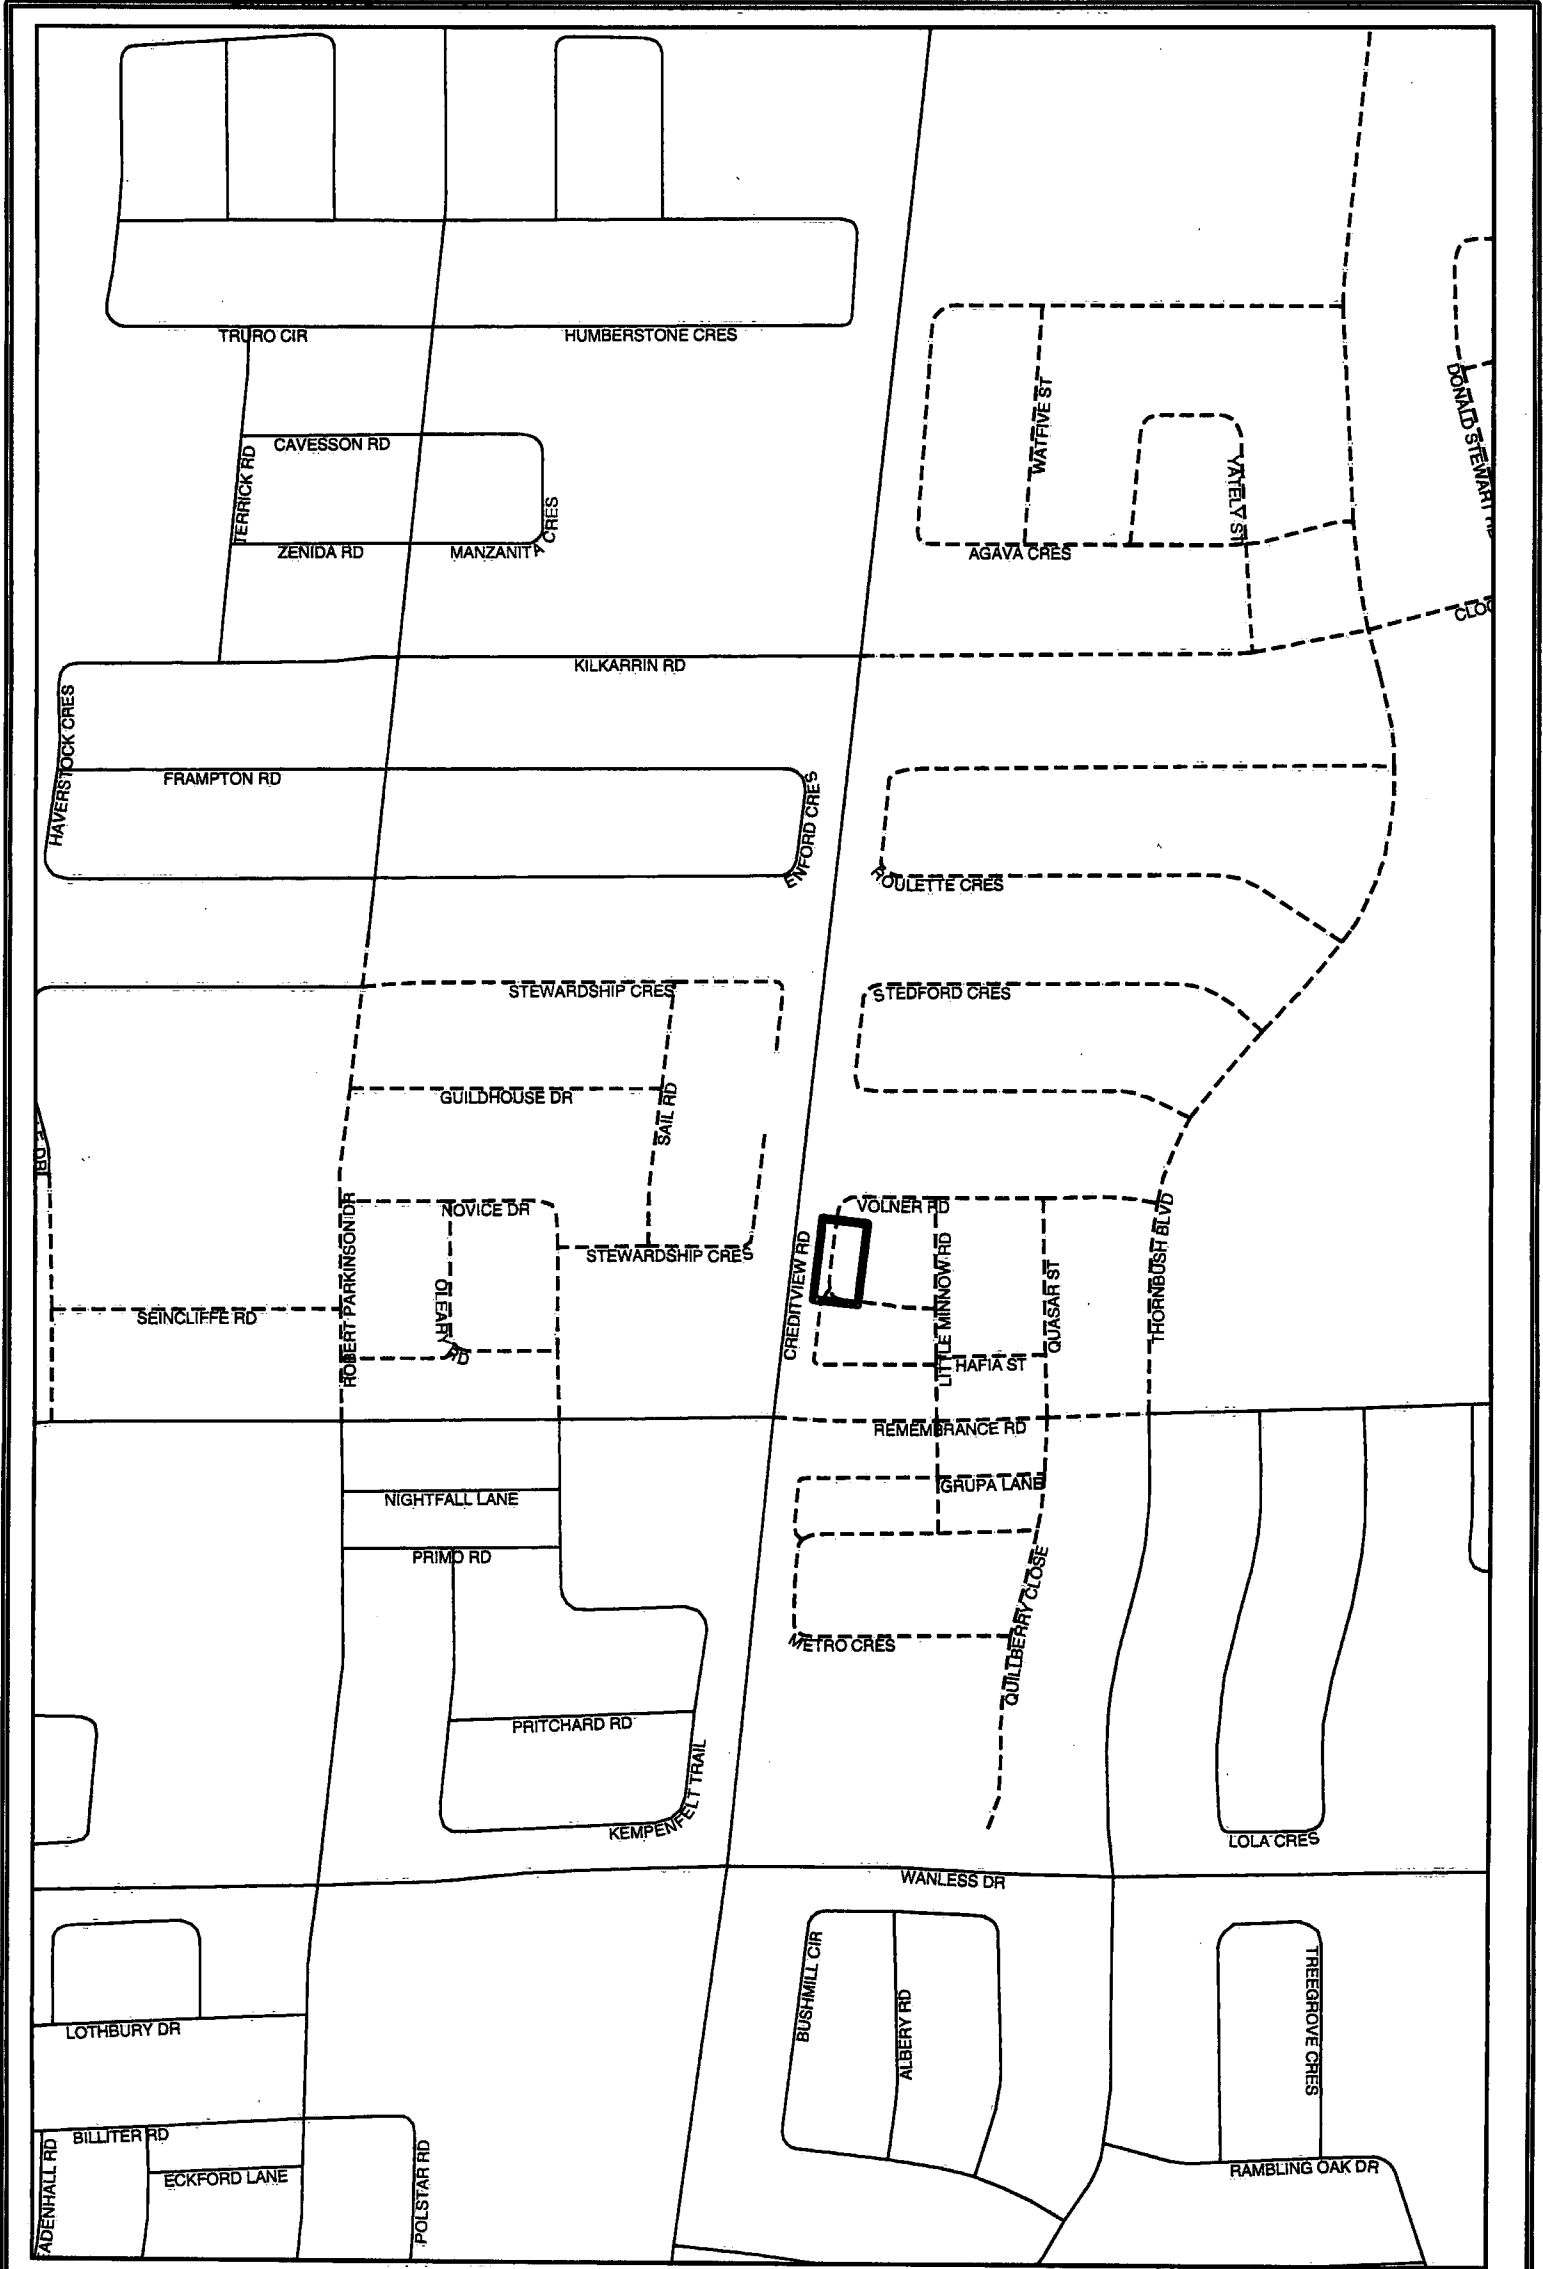 TRURO CIR
HUMBERSTONE CRES
WATFIVE ST
DONALD STEWART RD
CAVESSON RD
TERRICK RD
YATELY ST
MANZANITA CRES
ZENIDA RD
AGAVA CRES
KILKARRIN RD
HAVERSTOCK CRES
FRAMPTON RD
ENFORD CRES
ROULETTE CRES
STEWARDSHIP CRES
STEDFORD CRES
GUILDHOUSE DR
SAIL RD
NOVICE DR
ROBERT PARKINSON DR
VOLNER RD
THORNBUSH BLVD
STEWARDSHIP CRES
CREDITVIEW RD
LITTLE MINNOW RD
QUASAR ST
OLEARY RD
SEINCLIFFE RD
HAFIA ST
REMEMBRANCE RD
NIGHTFALL LANE
GRUPA LANE
PRIMO RD
QUILLBERRY CLOSE
METRO CRES
PRITCHARD RD
KEMPENFELT TRAIL
LOLA CRES
WANLESS DR
BUSHMILL CIR
ALBERY RD
TREEGROVE CRES
LOTHBURY DR
BILLITER RD
ADENHALL RD
ECKFORD LANE
POLSTAR RD
RAMBLING OAK DR